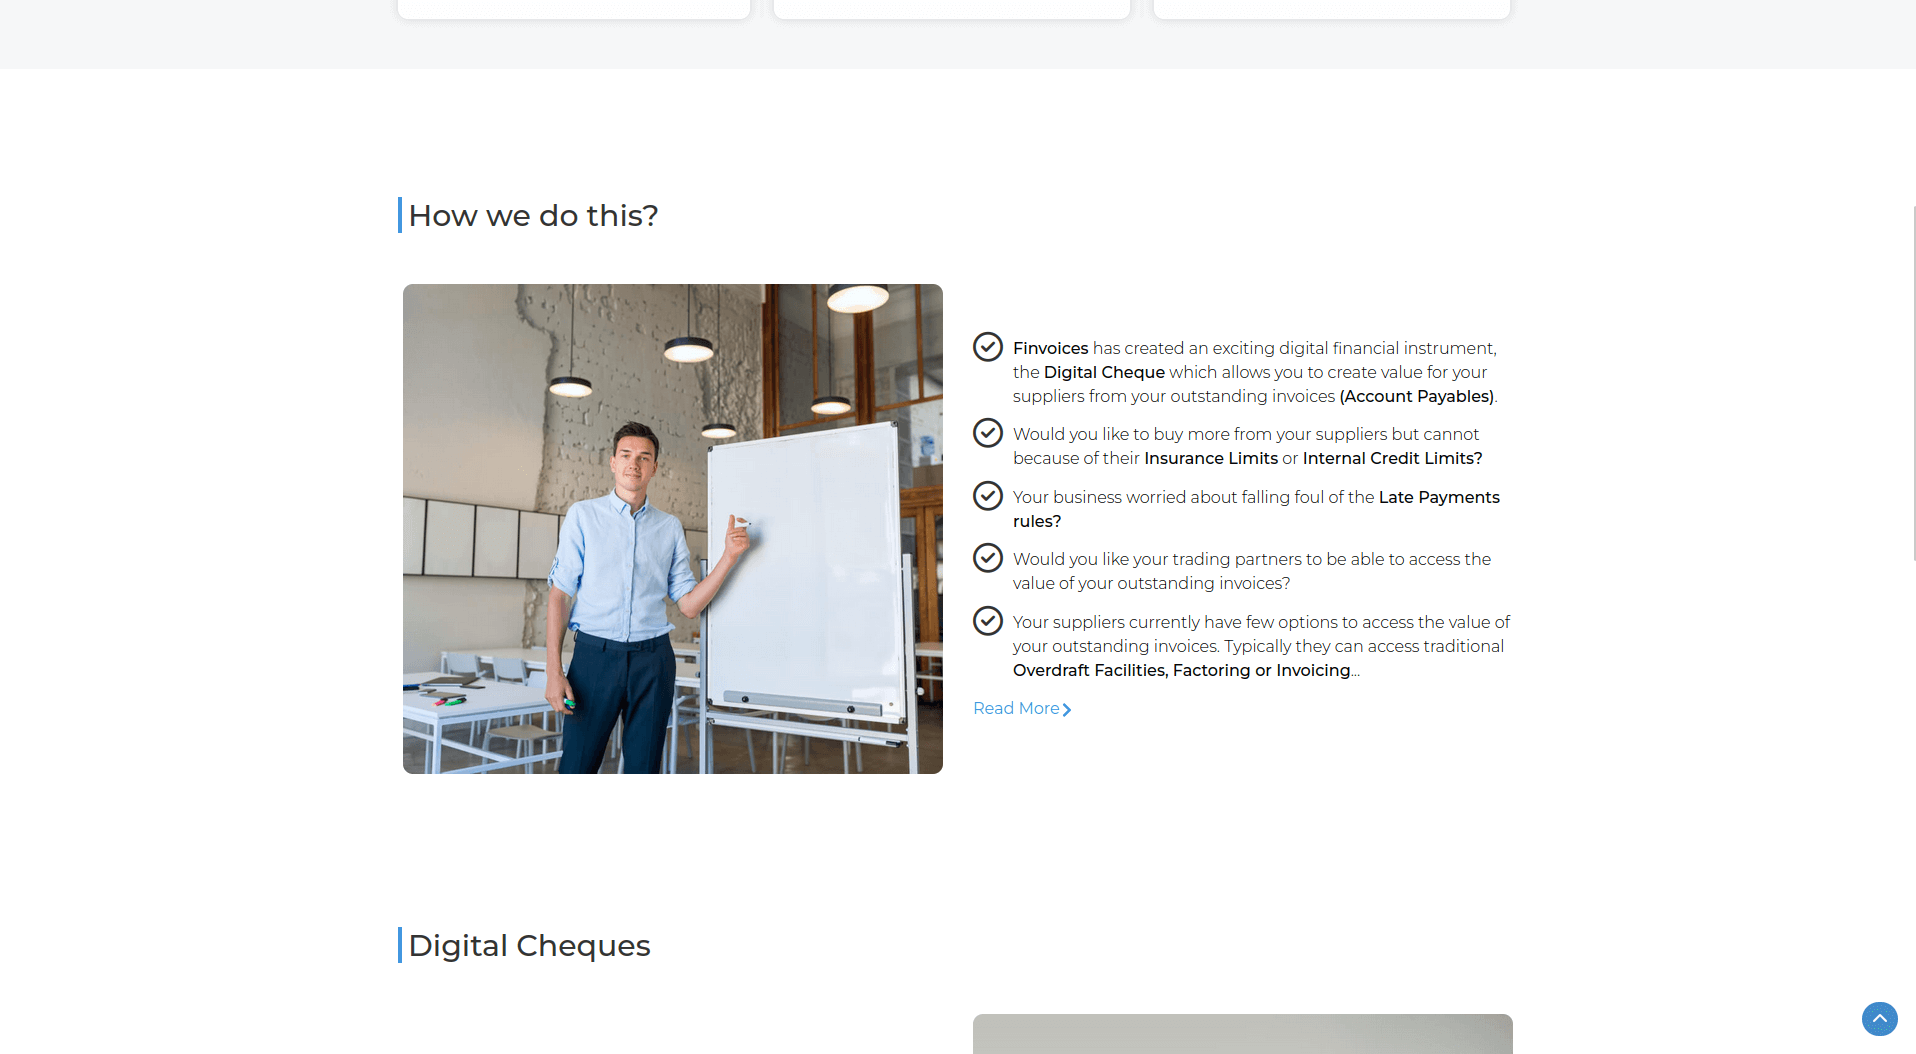 How we do this?
Finvoices has created an exciting digital financial instrument,
the Digital Cheque which allows you to create value for your
suppliers from your outstanding invoices (Account Payables).
Would you like to buy more from your suppliers but cannot
because of their Insurance Limits or Internal Credit Limits?
Your business worried about falling foul of the Late Payments
rules?
Would you like your trading partners to be able to access the
value of your outstanding invoices?
Your suppliers currently have few options to access the value of
your outstanding invoices. Typically they can access traditional
Overdraft Facilities, Factoring or Invoicing...
Read More
Digital Cheques